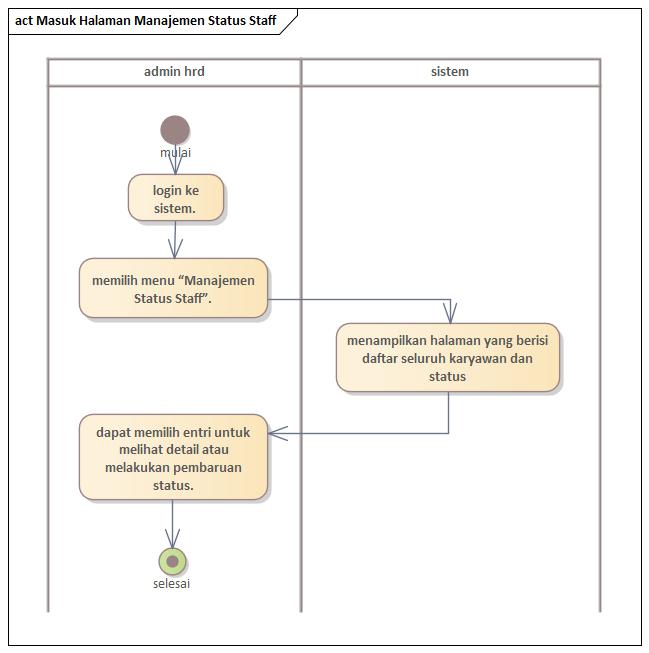 act Masuk Halaman Manajemen Status Staff
admin hrd
sistem
mulai
login ke
sistem.
memilih menu “Manajemen
Status Staff”.
menampilkan halaman yang berisi
daftar seluruh karyawan dan
status
dapat memilih entri untuk
melihat detail atau
melakukan pembaruan
status.
selesai